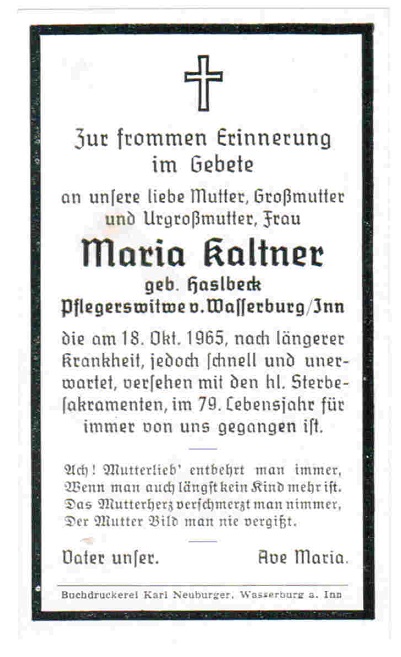 Zur frommen Erinnerung
im Gebete
an unsere liebe Mutter, Großmutter
und Urgroßmutter, Frau
Maria Kaltner
geb. Haslbeck
Pflegerswitwe v. Wasserburg/Inn
die am 18. Okt. 1965, nach längerer
Krankheit, jedoch schnell und uner-
wartet, versehen mit den hl. Sterbe-
sakramenten, im 79. Lebensjahr für
immer von uns gegangen ist.
Ach! Mutterlieb' entbehrt man immer,
Wenn man auch längst kein Kind mehr ist.
Das Mutterherz verschmerzt man nimmer,
Der Mutter Bild man nie vergißt.
Vater unser. Ave Maria.
Buchdruckerei Karl Neuburger, Wasserburg a. Inn